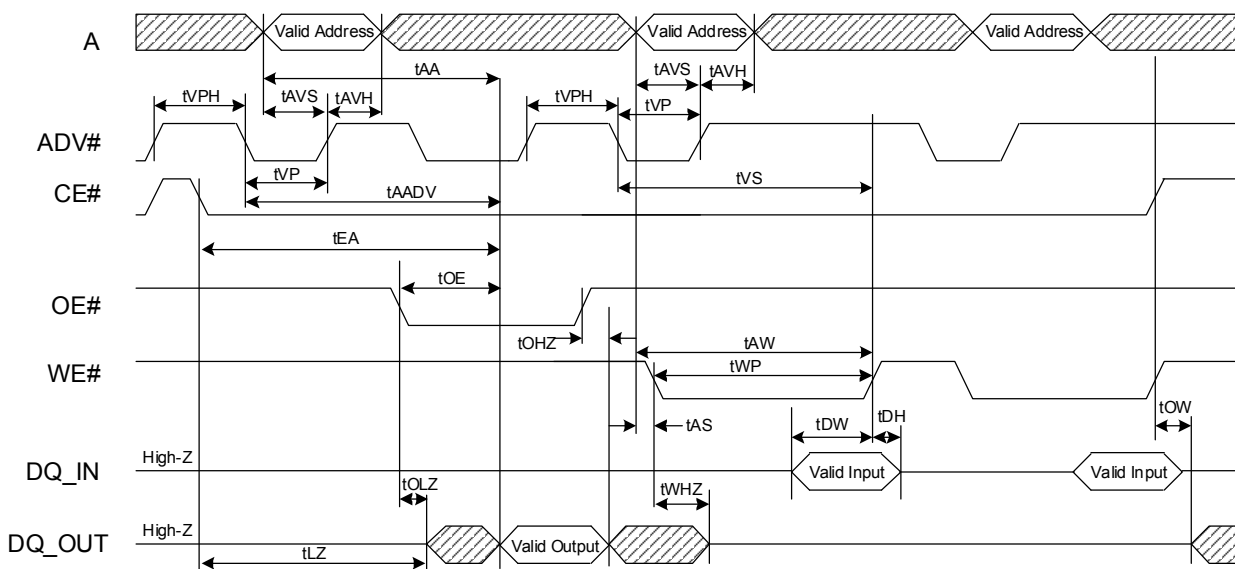 A Valid Address Valid Address Valid Address
tAA tAVS tAVH
tVPH tAVS tAVH tVPH tVP
ADV#
tVP tAADV tVS
CE#
tEA
tOE
OE#
tOHZ tAW
WE# tWP
tAS tDW tDH tOW
DQ_IN High-Z Valid Input Valid Input
tOLZ tWHZ
DQ_OUT High-Z Valid Output
tLZ